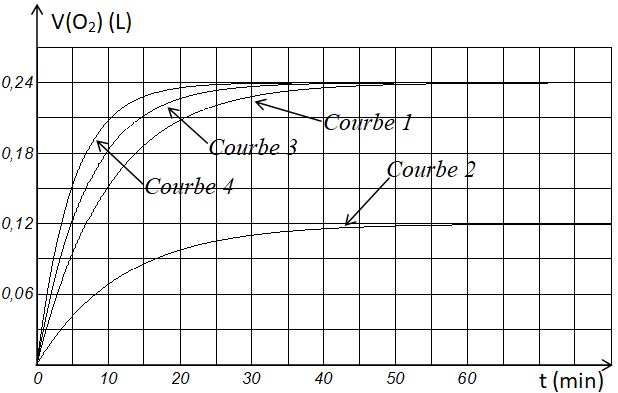 V(O₂) (L)
0,24
Courbe 1
Courbe 3
0,18
Courbe 2
Courbe 4
0,12
0,06
0 10 20 30 40 50 60 t (min)